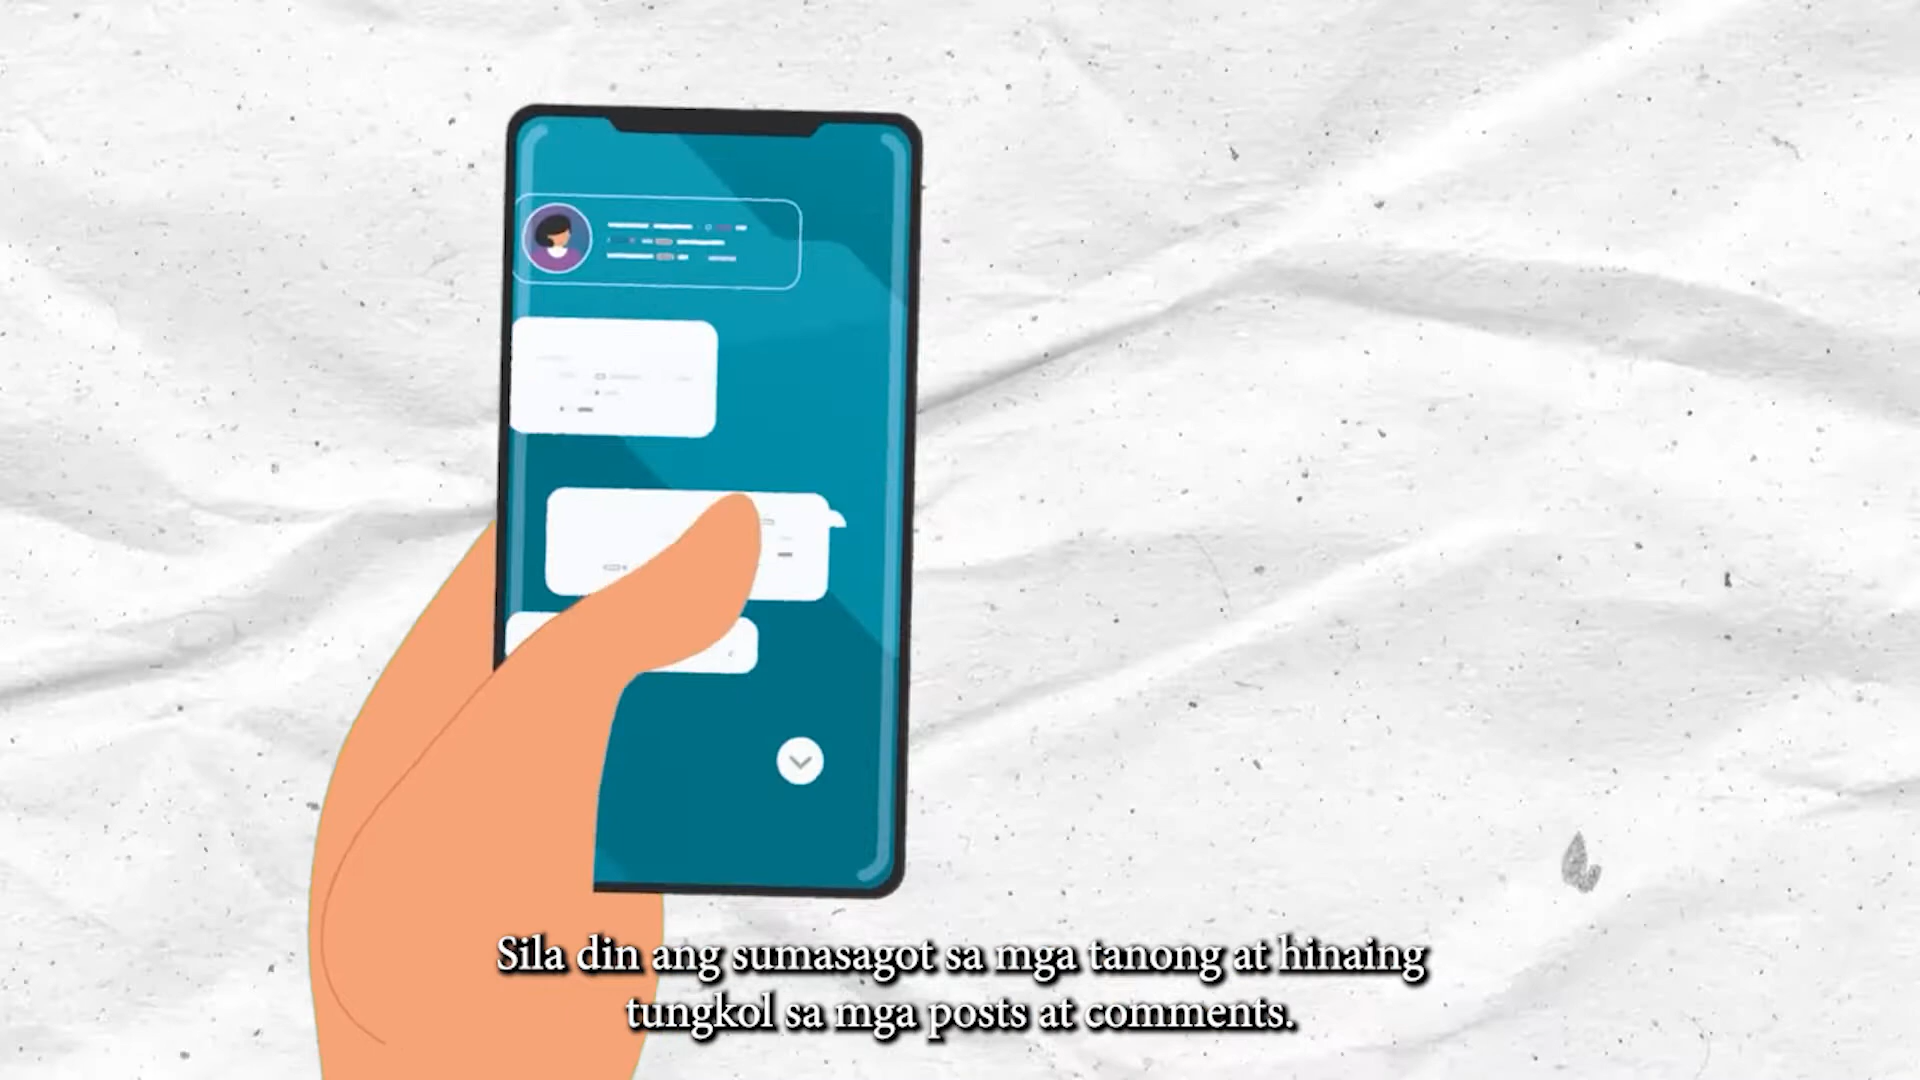 Sila din ang sumasagot sa mga tanong at hinaing
tungkol sa mga posts at comments.